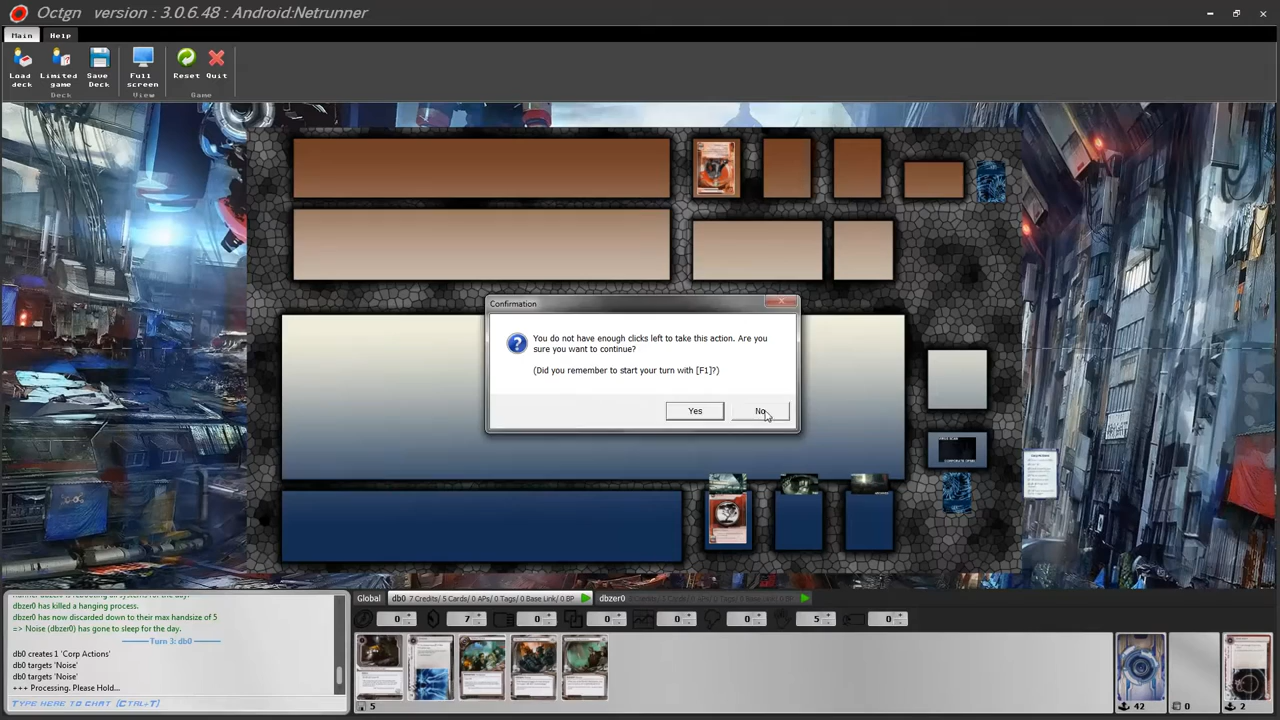 Octgn version : 3.0.6.48 : Android:Netrunner
Main Help
Load deck
Limited game
Save Deck
Full screen
Reset
Quit
Deck
View
Game
Confirmation
You do not have enough clicks left to take this action. Are you
sure you want to continue?
(Did you remember to start your turn with [F1]?)
Yes
No
dbzer0 has killed a hanging process.
dbzer0 has now discarded down to their max handsize of 5
=> Noise (dbzer0) has gone to sleep for the day.
Turn 3: db0
db0 creates 1 'Corp Actions'
db0 targets 'Noise'
db0 targets 'Noise'
+++ Processing. Please Hold...
Type here to chat (Ctrl+T)
Global
db0 7 Credits/ 5 Cards/ 0 APs/ 0 Tags/ 0 Base Link/ 0 BP
dbzer0
0 7 0 0 0 0 5 0
5
42
0
2